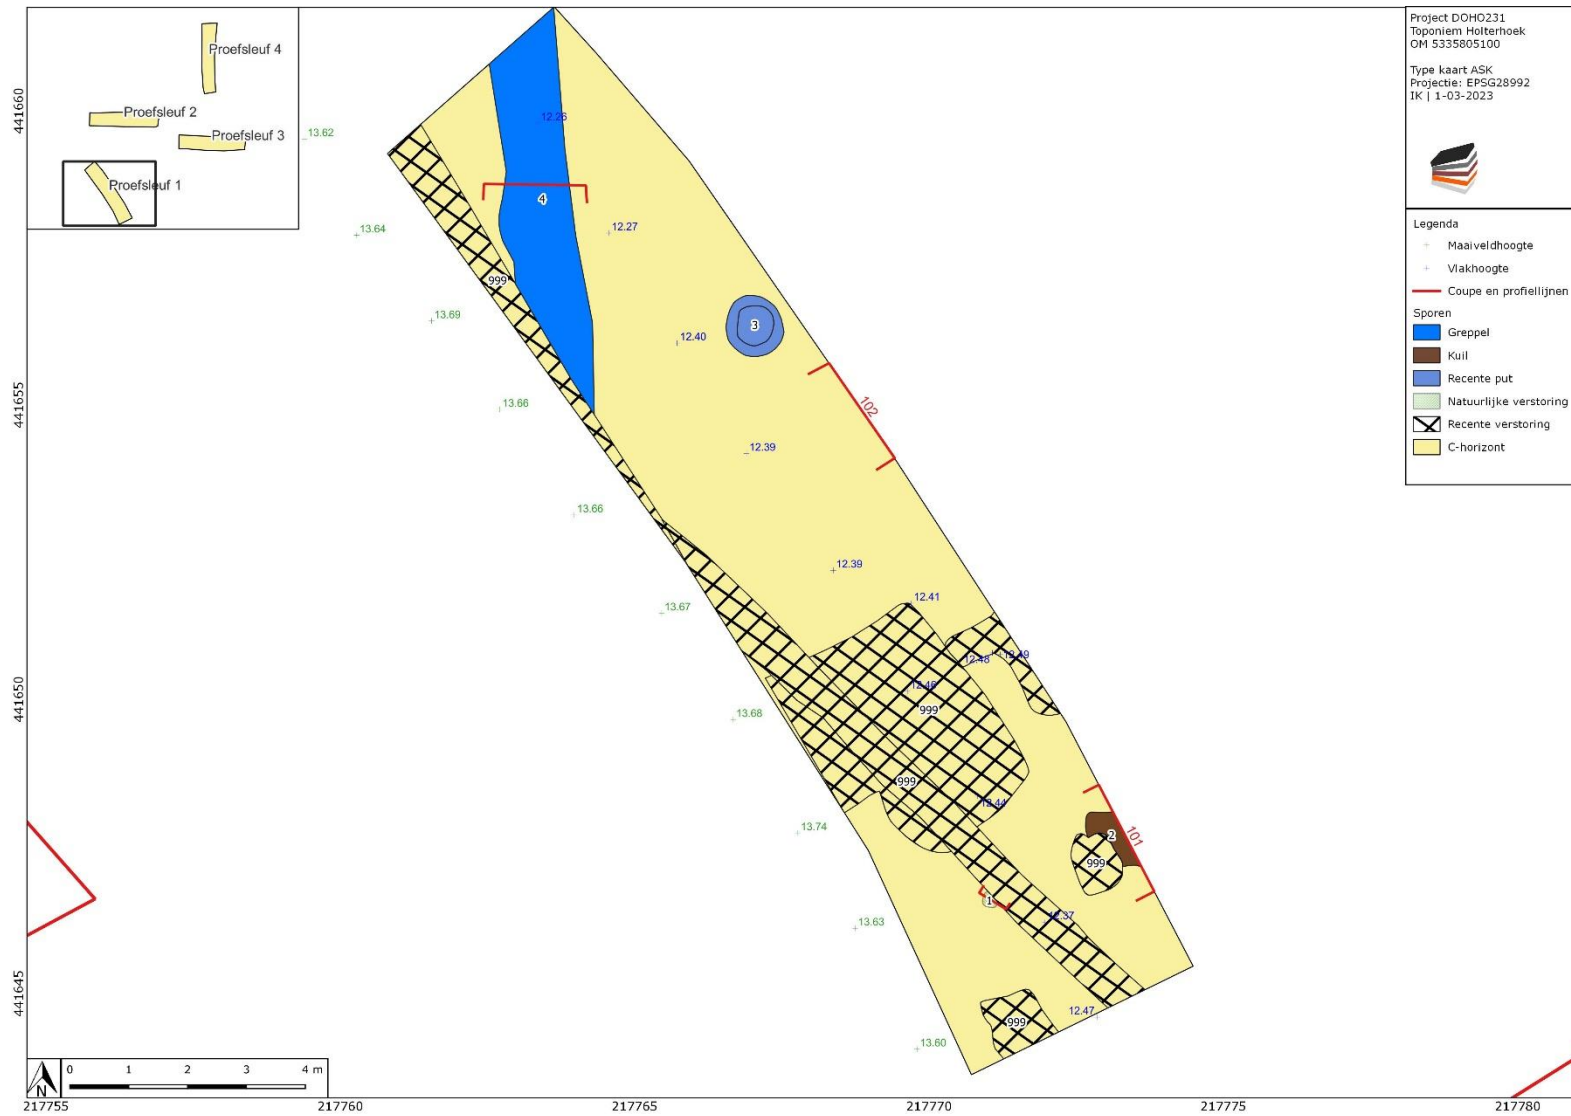 Proefsleuf 4
Proefsleuf 2
Proefsleuf 3
Proefsleuf 1
Project DOHO231
Toponiem Holterhoek
OM 5335805100
Type kaart ASK
Projectie: EPSG28992
IK | 1-03-2023
Legenda
Maaiveldhoogte
Vlakhoogte
Coupe en profiellijnen
Sporen
Greppel
Kuil
Recente put
Natuurlijke verstoring
Recente verstoring
C-horizont
441660
441655
441650
441645
13.62
12.26
4
13.64
12.27
999
13.69
3
12.40
13.66
102
12.39
13.66
12.39
12.41
13.67
12.48
12.49
12.46
999
13.68
999
12.44
13.74
2
101
999
1
12.37
13.63
12.47
999
13.60
0 1 2 3 4 m
N
217755 217760 217765 217770 217775 217780